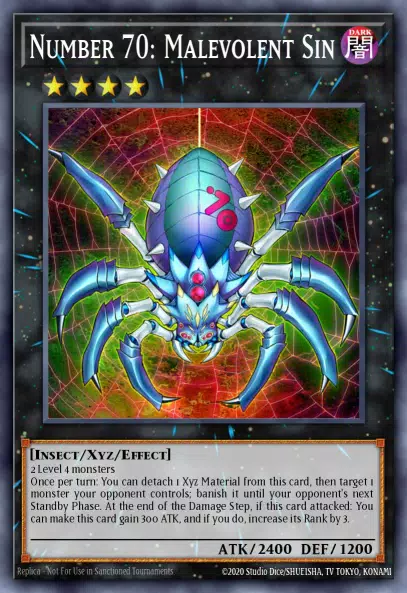 NUMBER 70: MALEVOLENT SIN
DARK
闇
70
[INSECT/XYZ/EFFECT]
2 Level 4 monsters
Once per turn: You can detach 1 Xyz Material from this card, then target 1
monster your opponent controls; banish it until your opponent's next
Standby Phase. At the end of the Damage Step, if this card attacked: You
can make this card gain 300 ATK, and if you do, increase its Rank by 3.
ATK/2400 DEF/1200
Replica - Not For Use in Sanctioned Tournaments
©2020 Studio Dice/SHUEISHA, TV TOKYO, KONAMI